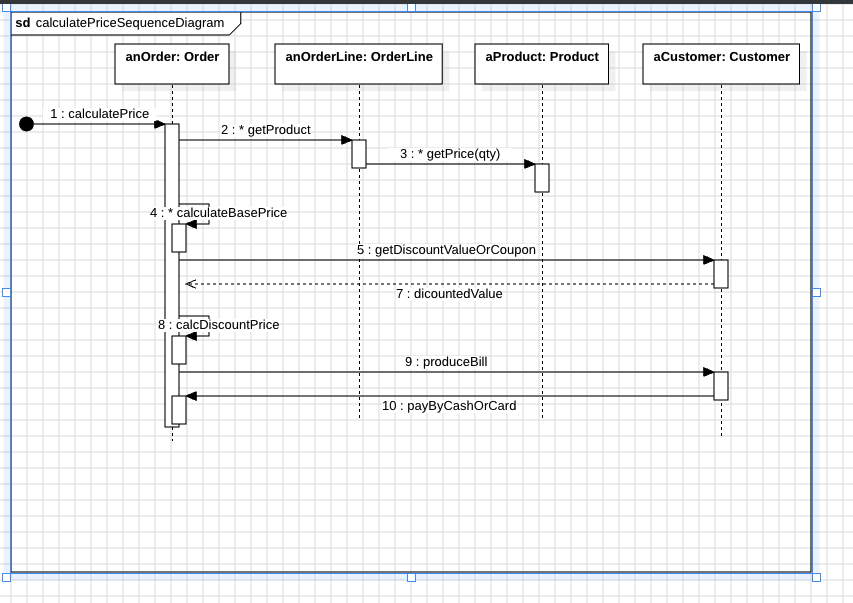 sd calculatePriceSequenceDiagram
anOrder: Order
anOrderLine: OrderLine
aProduct: Product
aCustomer: Customer
1 : calculatePrice
2 : * getProduct
3 : * getPrice(qty)
4 : * calculateBasePrice
5 : getDiscountValueOrCoupon
7 : dicountedValue
8 : calcDiscountPrice
9 : produceBill
10 : payByCashOrCard